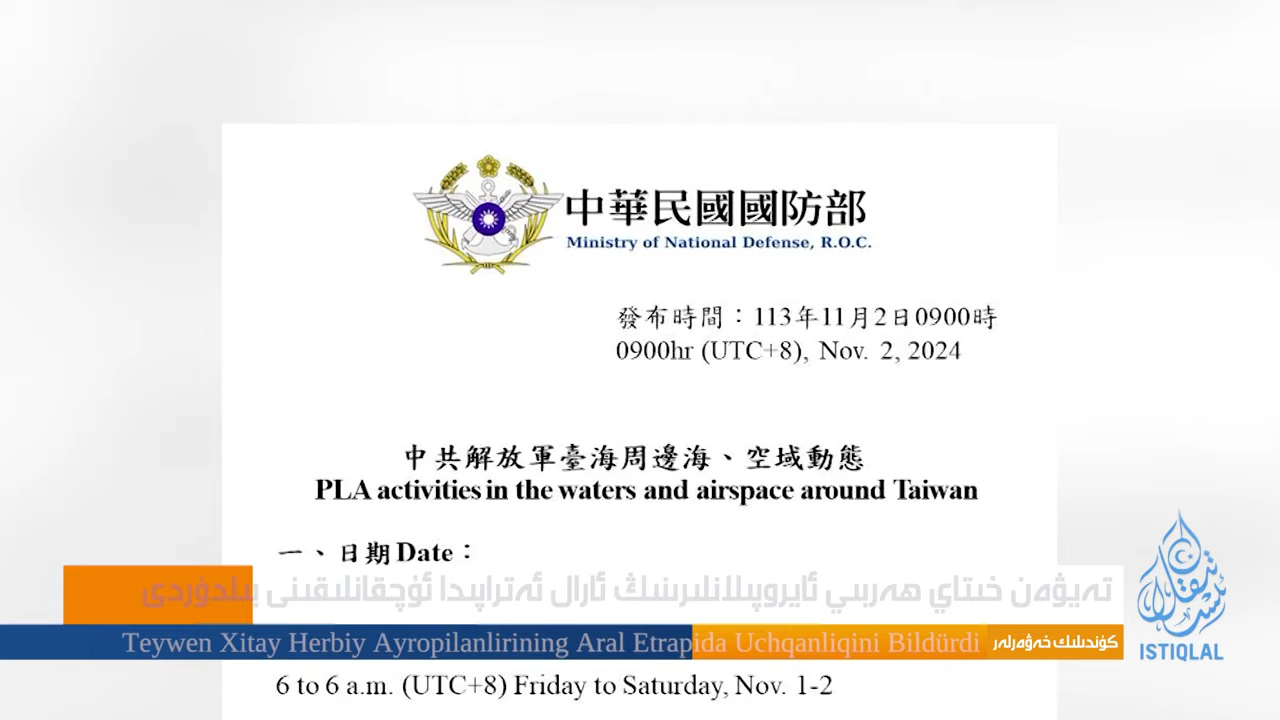 中華民國國防部
Ministry of National Defense, R.O.C.
發布時間：113年11月2日0900時
0900hr (UTC+8), Nov. 2, 2024
中共解放軍臺海周邊海、空域動態
PLA activities in the waters and airspace around Taiwan
一、日期 Date：
تەيۋەن خىتاي ھەربىي ئايروپىلانلىرىنىڭ ئارال ئەتراپىدا ئۇچقانلىقىنى بىلدۈردى
Teywen Xitay Herbiy Ayropilanlirining Aral Etrapida Uchqanliqini Bildürdi
كۈندىلىك خەۋەرلەر
6 to 6 a.m. (UTC+8) Friday to Saturday, Nov. 1-2
ئىستىقلال
ISTIQLAL